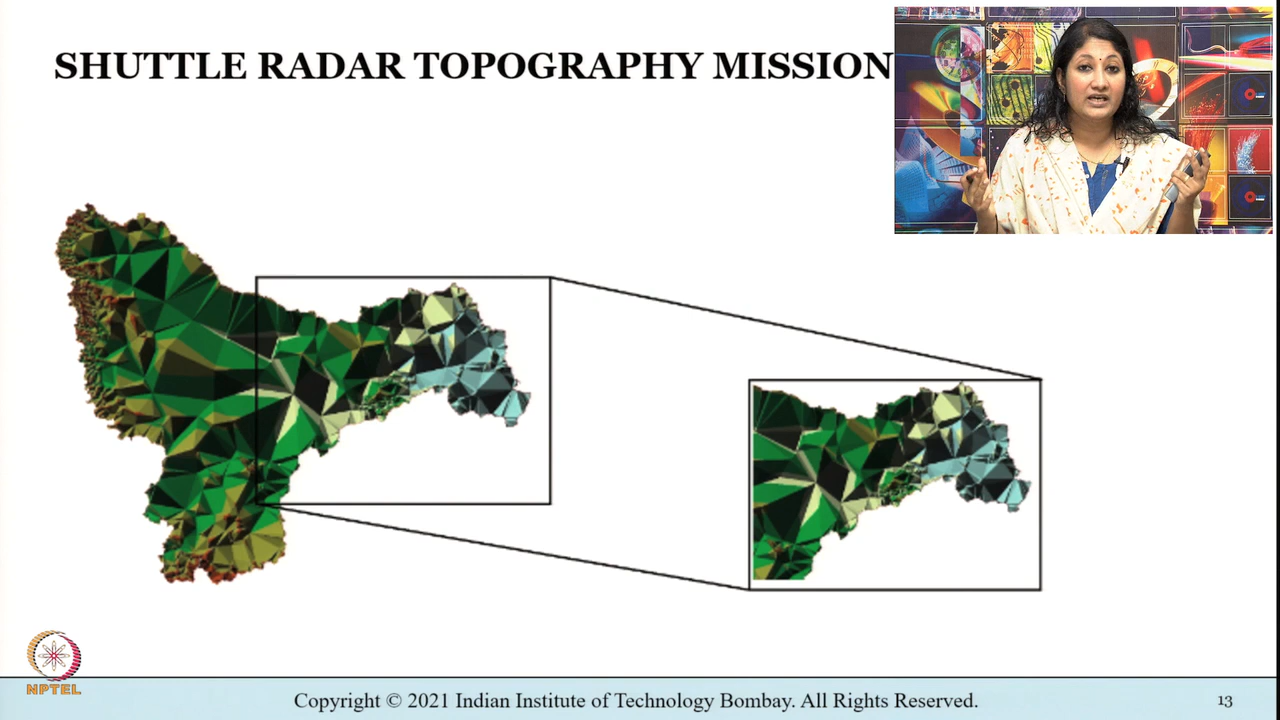 SHUTTLE RADAR TOPOGRAPHY MISSION
NPTEL
Copyright © 2021 Indian Institute of Technology Bombay. All Rights Reserved.
13